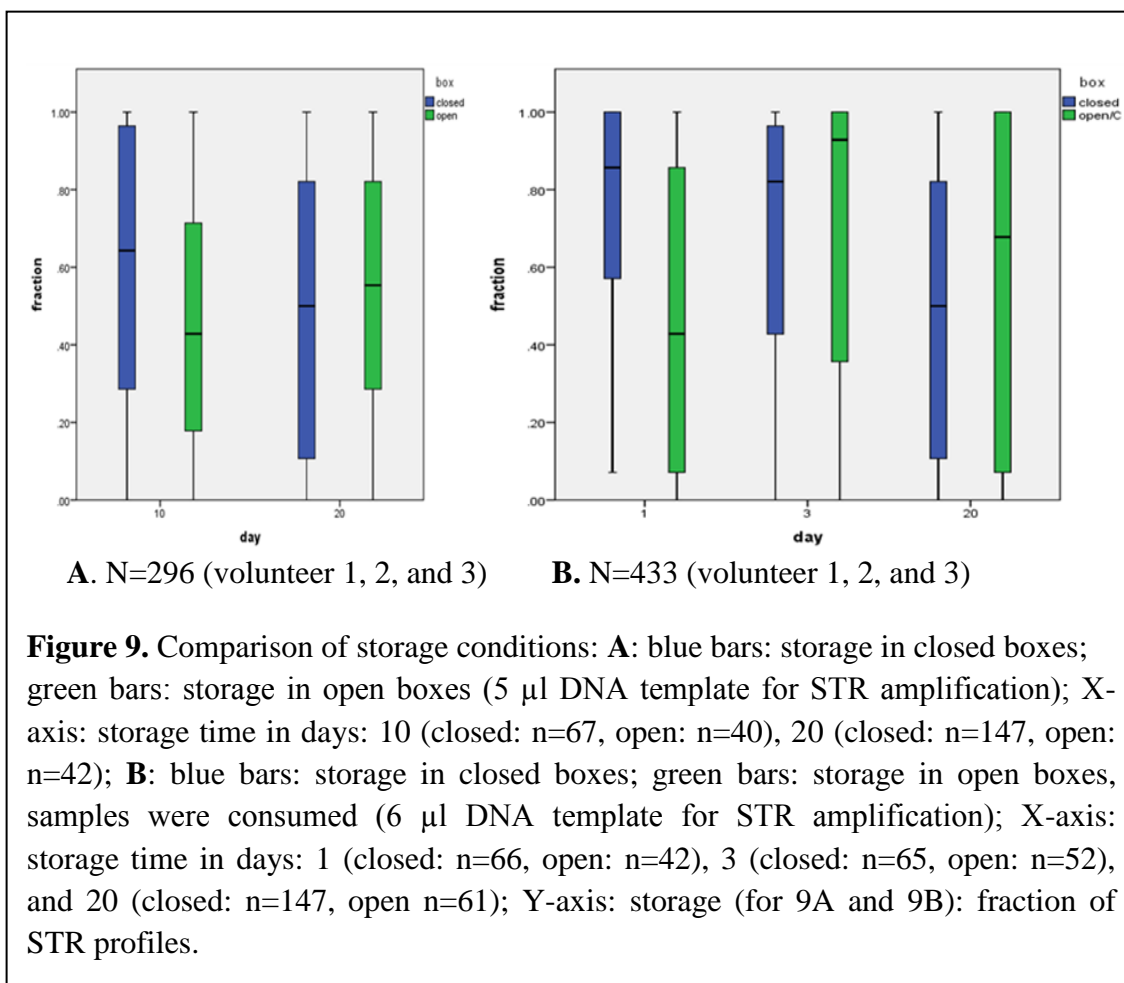 box
closed
open
1.00
.80
.60
.40
.20
.00
fraction
10
20
day
box
closed
open/C
1.00
.80
.60
.40
.20
.00
fraction
1
3
20
day
A. N=296 (volunteer 1, 2, and 3)
B. N=433 (volunteer 1, 2, and 3)
Figure 9. Comparison of storage conditions: A: blue bars: storage in closed boxes;
green bars: storage in open boxes (5 µl DNA template for STR amplification); X-
axis: storage time in days: 10 (closed: n=67, open: n=40), 20 (closed: n=147, open:
n=42); B: blue bars: storage in closed boxes; green bars: storage in open boxes,
samples were consumed (6 µl DNA template for STR amplification); X-axis:
storage time in days: 1 (closed: n=66, open: n=42), 3 (closed: n=65, open: n=52),
and 20 (closed: n=147, open n=61); Y-axis: storage (for 9A and 9B): fraction of
STR profiles.